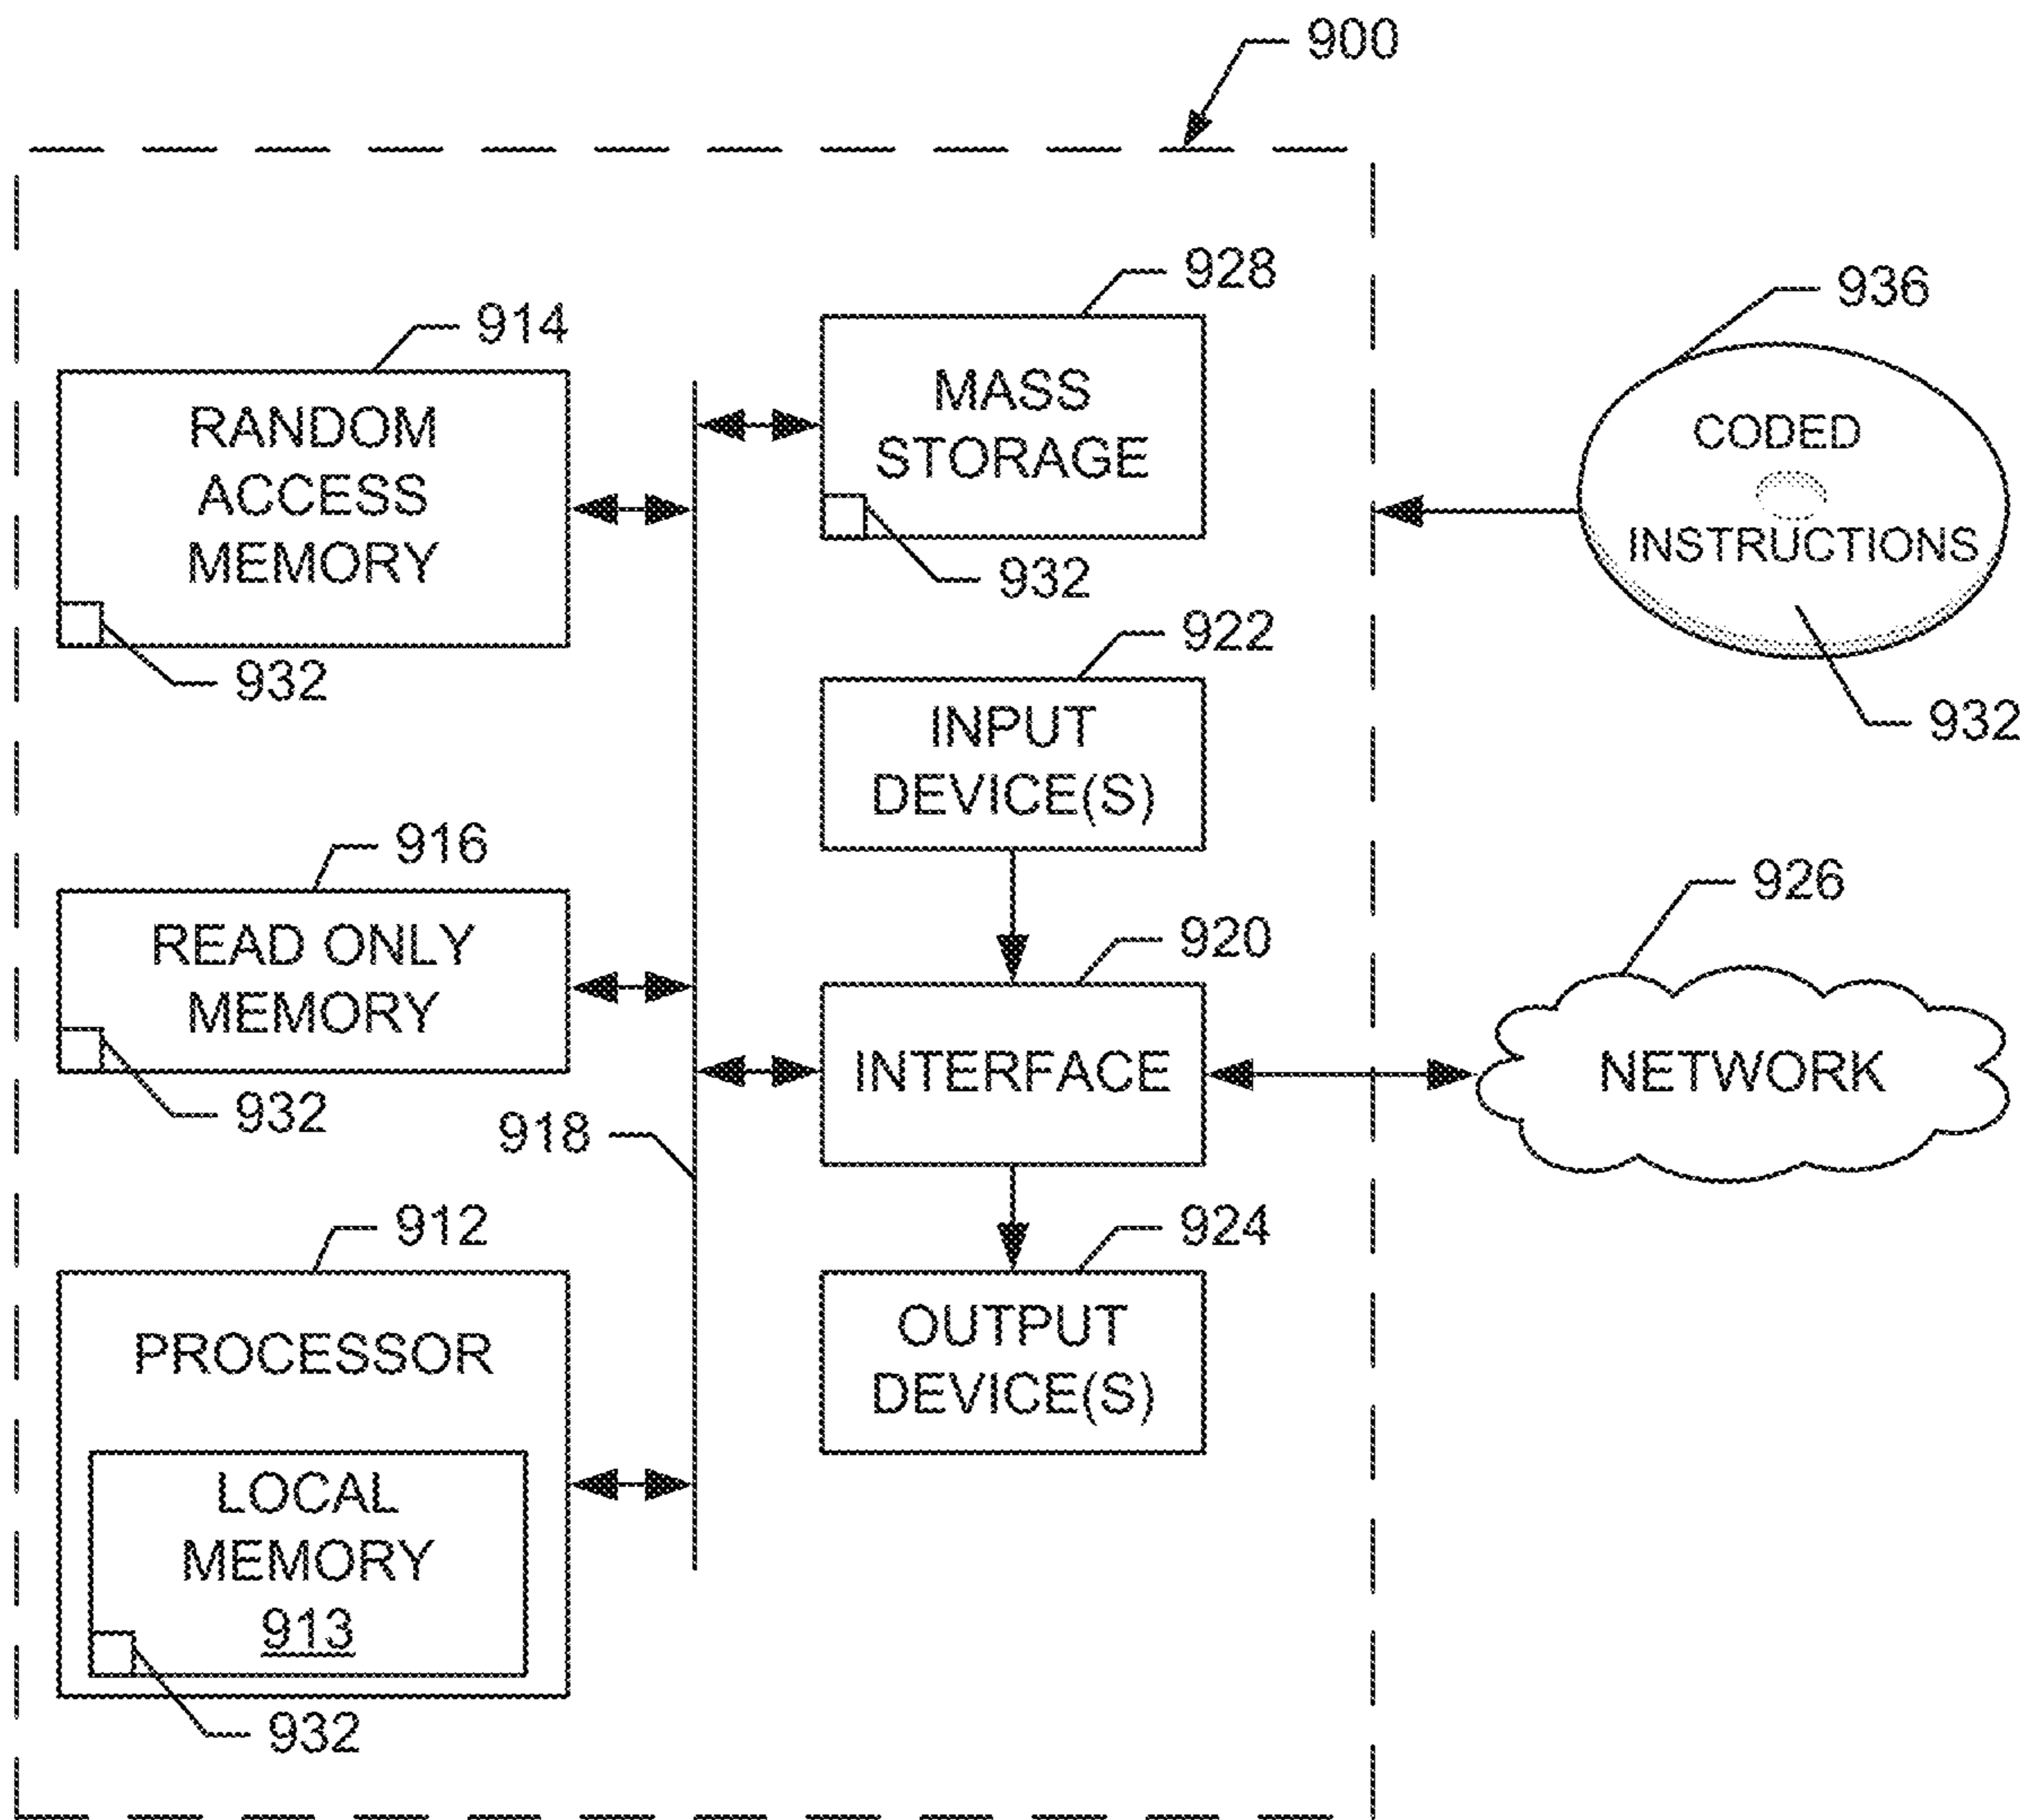 900
928
MASS
STORAGE
932
914
RANDOM
ACCESS
MEMORY
932
936
CODED
INSTRUCTIONS
932
922
INPUT
DEVICE(S)
916
READ ONLY
MEMORY
932
920
INTERFACE
926
NETWORK
918
912
PROCESSOR
LOCAL
MEMORY
913
932
924
OUTPUT
DEVICE(S)